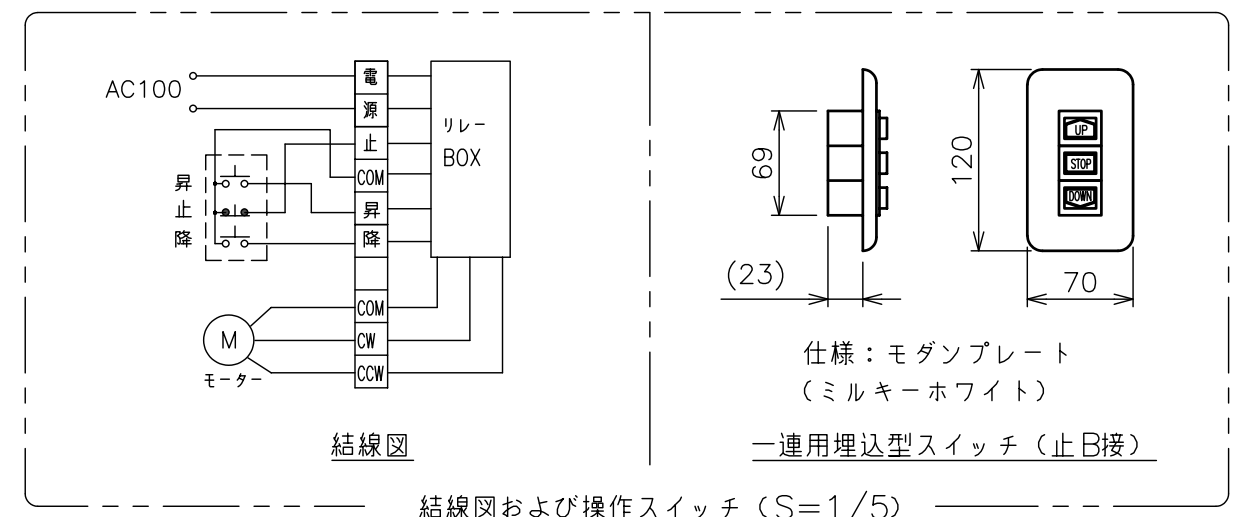 AC100
電
源
止
COM
昇
降
リレー
BOX
昇
止
降
COM
CW
CCW
M
モーター
結線図
69
(23)
120
70
UP
STOP
DOWN
仕様：モダンプレート
（ミルキーホワイト）
一連用埋込型スイッチ（止B接）
結線図および操作スイッチ（S=1/5）